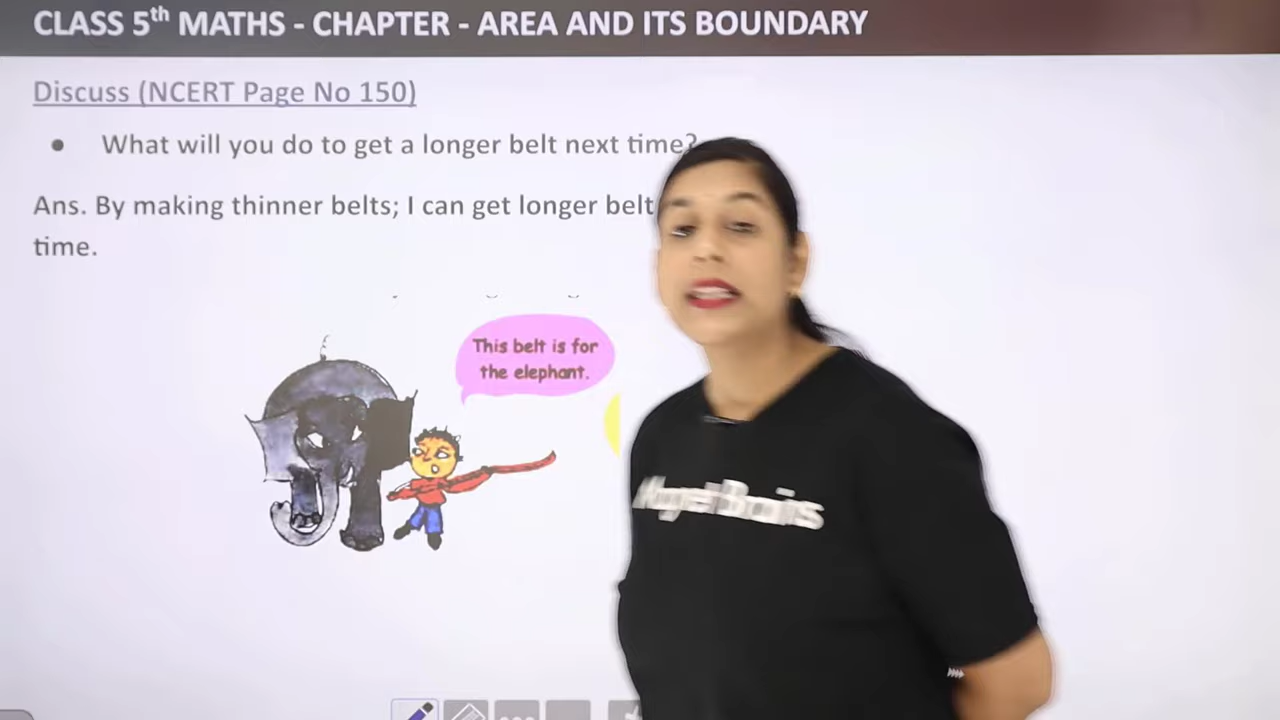 CLASS 5th MATHS - CHAPTER - AREA AND ITS BOUNDARY
Discuss (NCERT Page No 150)
● What will you do to get a longer belt next time?
Ans. By making thinner belts; I can get longer belt
time.
This belt is for
the elephant.
Magnet Brains